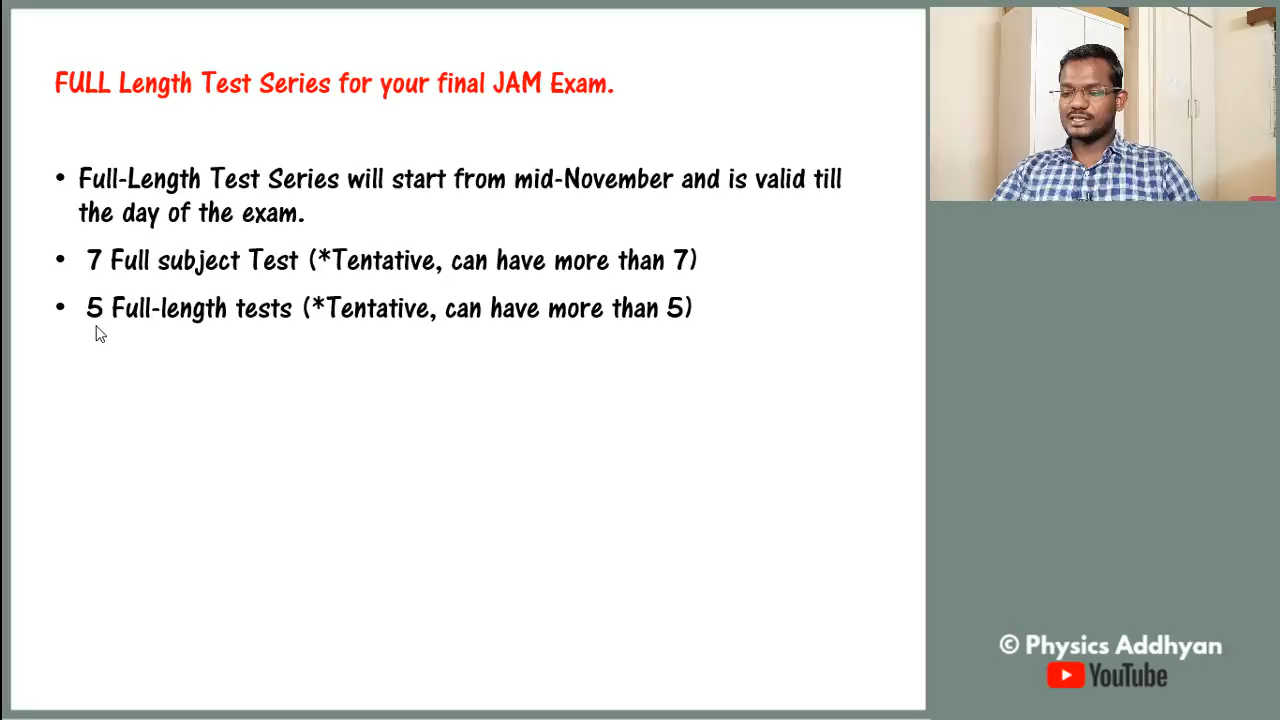 FULL Length Test Series for your final JAM Exam.
• Full-Length Test Series will start from mid-November and is valid till
the day of the exam.
• 7 Full subject Test (*Tentative, can have more than 7)
• 5 Full-length tests (*Tentative, can have more than 5)
© Physics Addhyan
YouTube